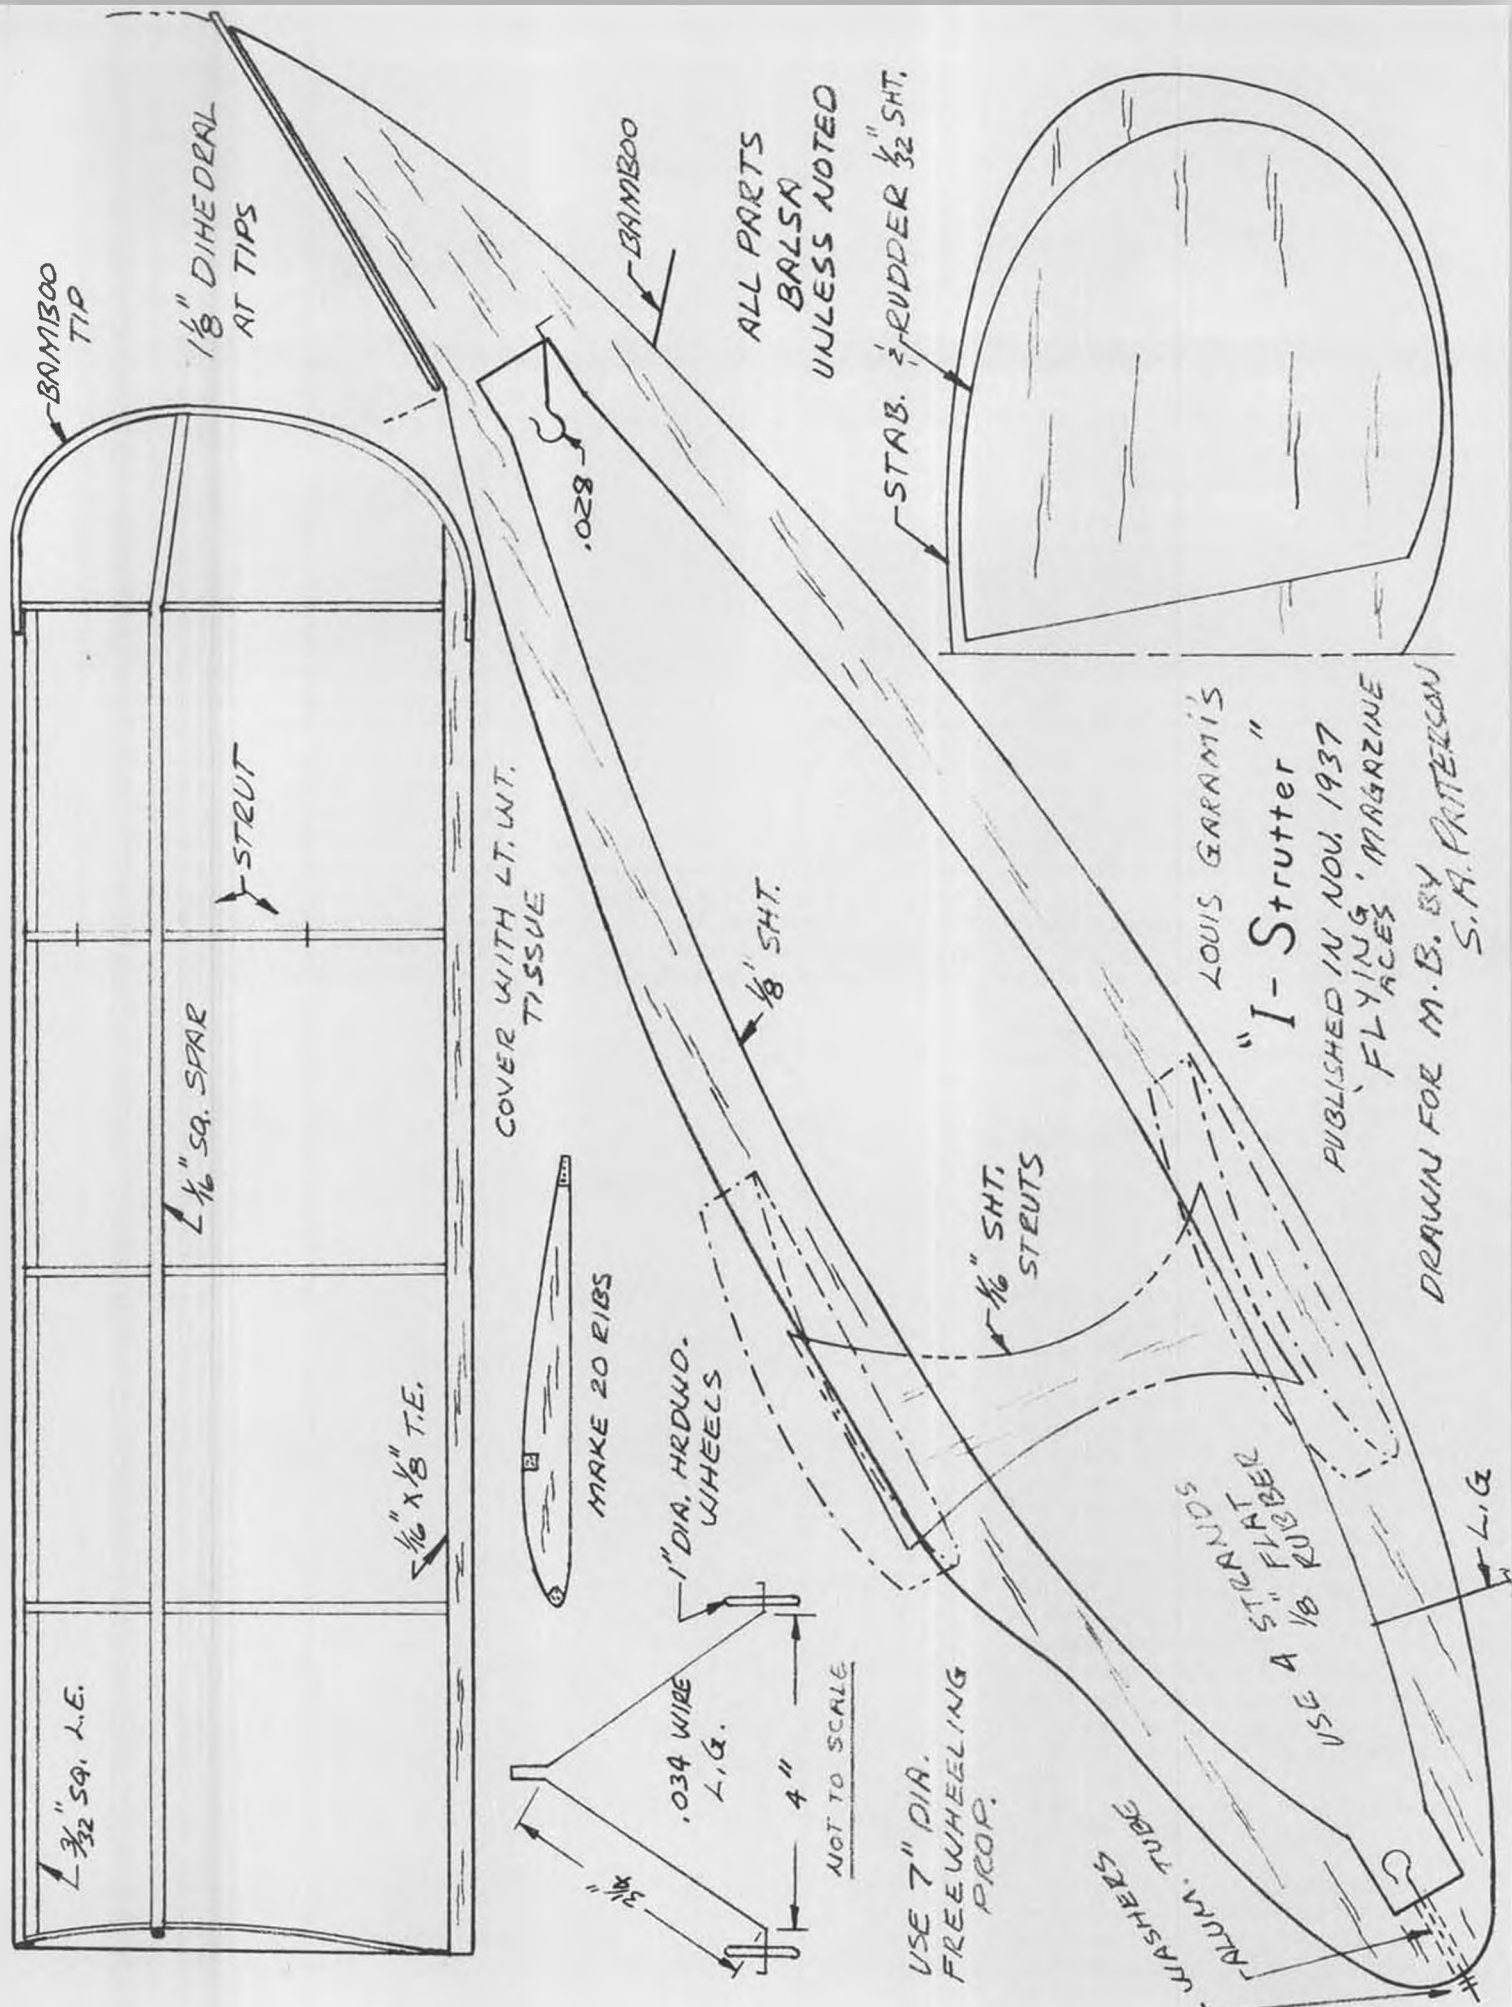 BAMBOO
TIP
1 1/8" DIHEDRAL
AT TIPS
STRUT
1/16" SQ. SPAR
1/16" X 1/8" T.E.
3/32" SQ. L.E.
COVER WITH LT. WT.
TISSUE
MAKE 20 RIBS
1" DIA. HRDWD.
WHEELS
.034 WIRE
L.G.
4"
NOT TO SCALE
USE 7" DIA.
FREEWHEELING
PROP.
BAMBOO
.028
1/8" SHT.
1/16" SHT.
STRUTS
ALL PARTS
BALSA
UNLESS NOTED
STAB. & RUDDER 1/32" SHT.
LOUIS GARAMI'S
"I-Strutter"
PUBLISHED IN NOV. 1937
'FLYING
ACES' MAGAZINE
DRAWN FOR M.B. BY
S.A. PATTERSON
USE 4 STRANDS
1/8" FLAT
RUBBER
L.G
WASHERS
ALUM. TUBE